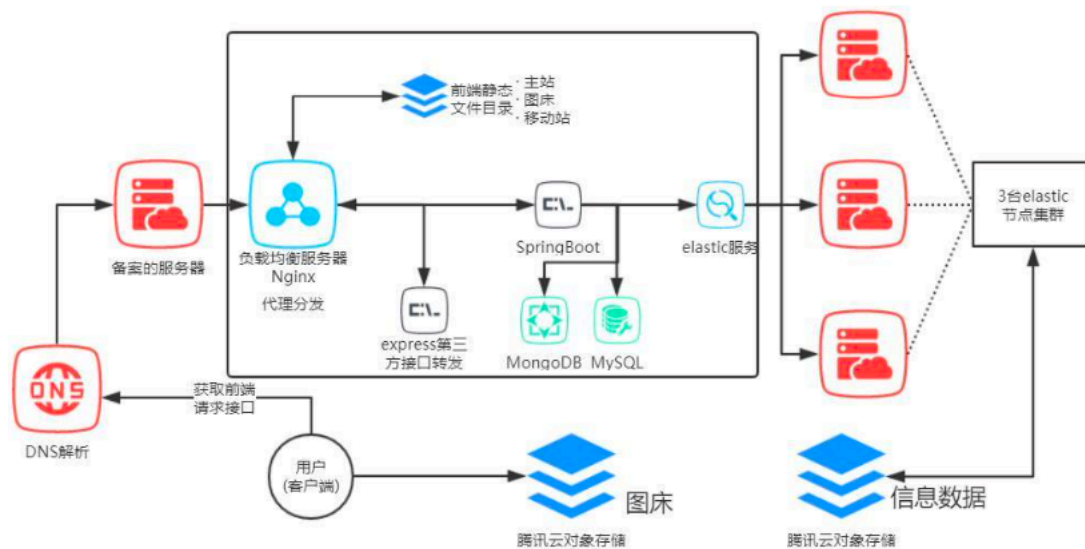 前端静态
文件目录
· 主站
· 图床
· 移动站
3台elastic
节点集群
C:\._
SpringBoot
elastic服务
备案的服务器
负载均衡服务器
Nginx
代理分发
C:\._
express第三
方接口转发
MongoDB
MySQL
DNS
DNS解析
获取前端
请求接口
用户
(客户端)
图床
腾讯云对象存储
信息数据
腾讯云对象存储